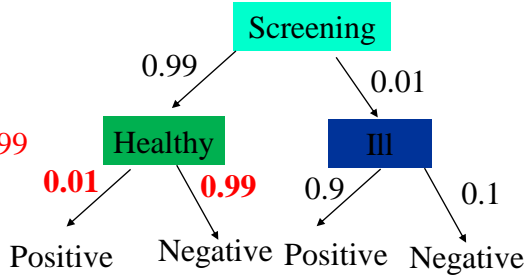 Screening
0.99
0.01
99
Healthy
Ill
0.01
0.99
0.9
0.1
Positive
Negative
Positive
Negative